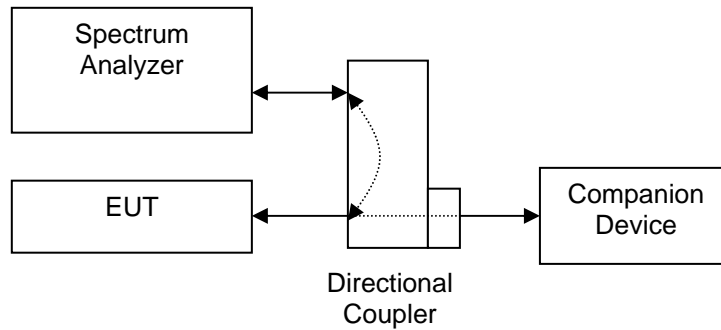 Spectrum
Analyzer
EUT
Companion
Device
Directional
Coupler